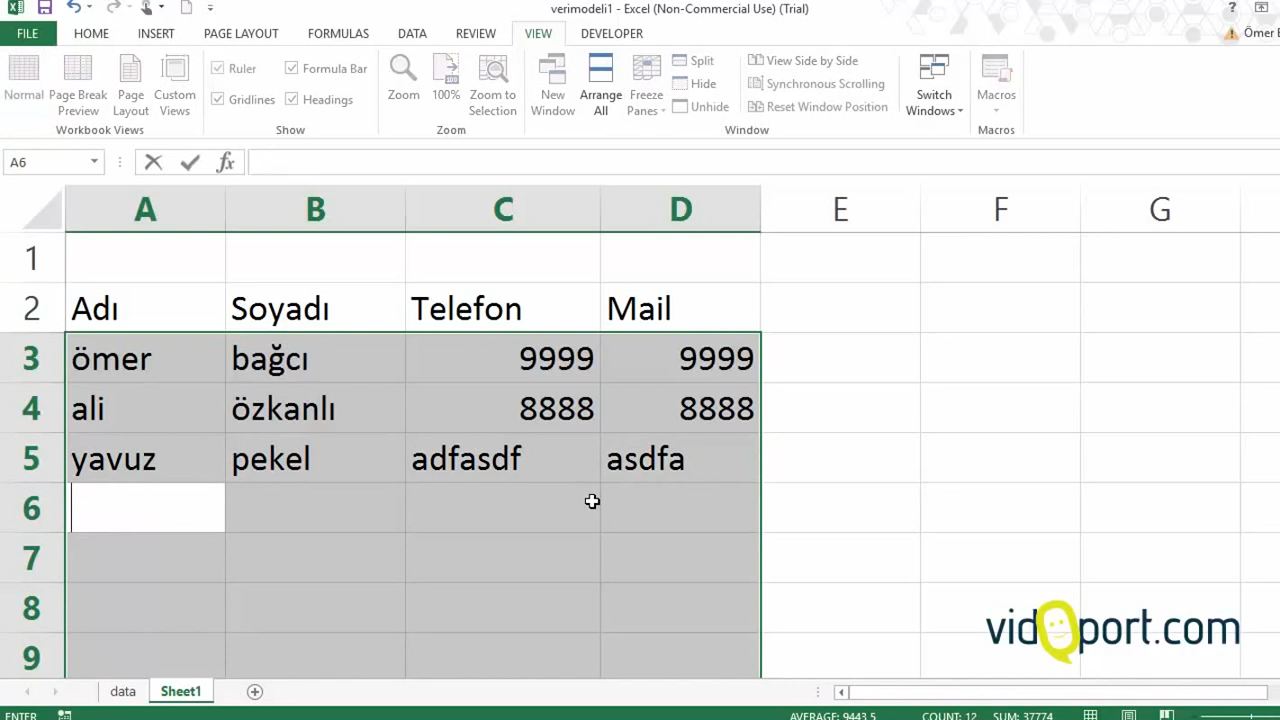 verimodeli1 - Excel (Non-Commercial Use) (Trial)
FILE HOME INSERT PAGE LAYOUT FORMULAS DATA REVIEW VIEW DEVELOPER Ömer
Normal Page Break Preview Page Layout Custom Views
Workbook Views
Ruler Formula Bar
Gridlines Headings
Show
Zoom 100% Zoom to Selection
Zoom
New Window Arrange All Freeze Panes
Split
Hide
Unhide
View Side by Side
Synchronous Scrolling
Reset Window Position
Window
Switch Windows
Macros
Macros
A6 fx
A B C D E F G
1
2 Adı Soyadı Telefon Mail
3 ömer bağcı 9999 9999
4 ali özkanlı 8888 8888
5 yavuz pekel adfasdf asdfa
6
7
8
9
vidoport.com
data Sheet1
ENTER AVERAGE: 9443.5 COUNT: 12 SUM: 37774